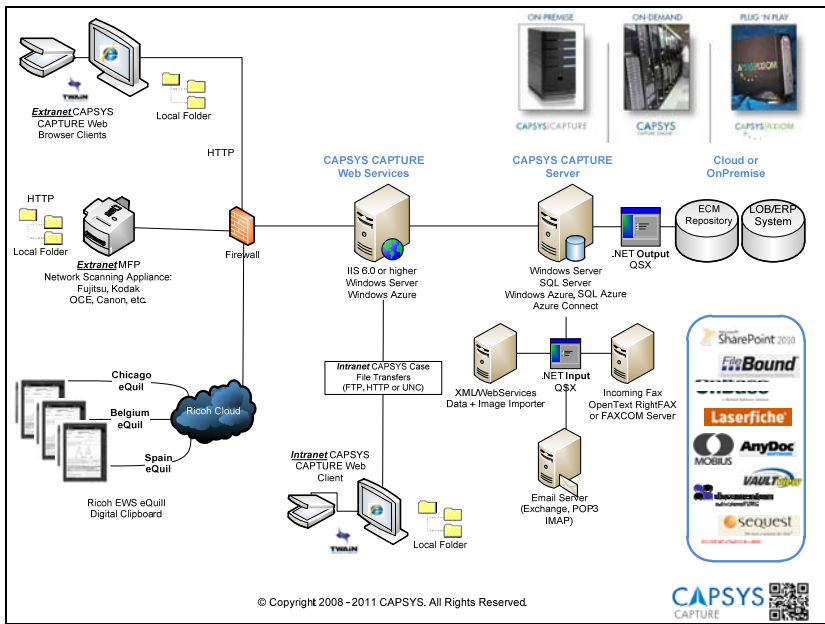 ON-PREMISE
ON-DEMAND
PLUG 'N PLAY
CAPSYS|CAPTURE
CAPSYS
CAPTURE ONLINE
CAPSYS|AXIOM
TWAIN
Extranet CAPSYS
CAPTURE Web
Browser Clients
Local Folder
HTTP
CAPSYS CAPTURE
Web Services
CAPSYS CAPTURE
Server
Cloud or
OnPremise
HTTP
Local Folder
Extranet MFP
Network Scanning Appliance:
Fujitsu, Kodak
OCE, Canon, etc.
Firewall
IIS 6.0 or higher
Windows Server
Windows Azure
Windows Server
SQL Server
Windows Azure, SQL Azure
Azure Connect
.NET Output
QSX
ECM
Repository
LOB/ERP
System
Chicago
eQuil
Belgium
eQuil
Spain
eQuil
Ricoh Cloud
Ricoh EWS eQuill
Digital Clipboard
Intranet CAPSYS Case
File Transfers
(FTP. HTTP or UNC)
XML/WebServices
Data + Image Importer
.NET Input
QSX
Incoming Fax
OpenText RightFAX
or FAXCOM Server
Email Server
(Exchange, POP3
IMAP)
Intranet CAPSYS
CAPTURE Web
Client
TWAIN
Local Folder
SharePoint 2010
FileBound
OnBase
Laserfiche
MOBIUS
AnyDoc
SOFTWARE
VAULTview
sequest
© Copyright 2008 - 2011 CAPSYS. All Rights Reserved.
CAPSYS
CAPTURE